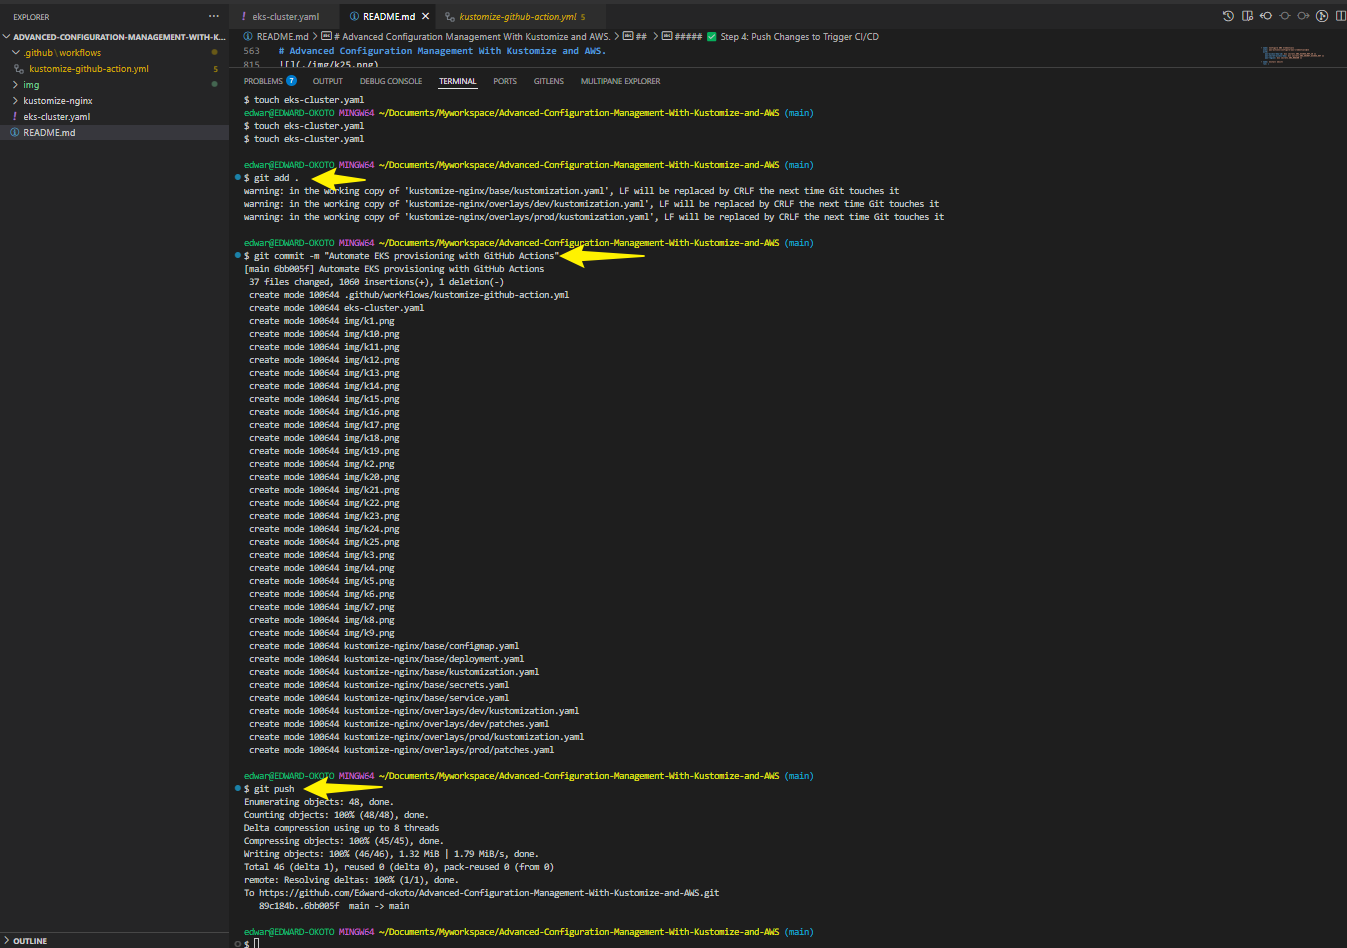 EXPLORER
ADVANCED-CONFIGURATION-MANAGEMENT-WITH-K...
.github \ workflows
kustomize-github-action.yml 5
img
kustomize-nginx
! eks-cluster.yaml
README.md
OUTLINE
! eks-cluster.yaml
README.md
kustomize-github-action.yml 5
README.md > # Advanced Configuration Management With Kustomize and AWS. > ## > ##### ✅ Step 4: Push Changes to Trigger CI/CD
563 # Advanced Configuration Management With Kustomize and AWS.
815 ![](./img/k25.png)
PROBLEMS 7 OUTPUT DEBUG CONSOLE TERMINAL PORTS GITLENS MULTIPANE EXPLORER
$ touch eks-cluster.yaml
edwar@EDWARD-OKOTO MINGW64 ~/Documents/Myworkspace/Advanced-Configuration-Management-With-Kustomize-and-AWS (main)
$ touch eks-cluster.yaml
$ touch eks-cluster.yaml
edwar@EDWARD-OKOTO MINGW64 ~/Documents/Myworkspace/Advanced-Configuration-Management-With-Kustomize-and-AWS (main)
$ git add .
warning: in the working copy of 'kustomize-nginx/base/kustomization.yaml', LF will be replaced by CRLF the next time Git touches it
warning: in the working copy of 'kustomize-nginx/overlays/dev/kustomization.yaml', LF will be replaced by CRLF the next time Git touches it
warning: in the working copy of 'kustomize-nginx/overlays/prod/kustomization.yaml', LF will be replaced by CRLF the next time Git touches it
edwar@EDWARD-OKOTO MINGW64 ~/Documents/Myworkspace/Advanced-Configuration-Management-With-Kustomize-and-AWS (main)
$ git commit -m "Automate EKS provisioning with GitHub Actions"
[main 6bb005f] Automate EKS provisioning with GitHub Actions
37 files changed, 1060 insertions(+), 1 deletion(-)
create mode 100644 .github/workflows/kustomize-github-action.yml
create mode 100644 eks-cluster.yaml
create mode 100644 img/k1.png
create mode 100644 img/k10.png
create mode 100644 img/k11.png
create mode 100644 img/k12.png
create mode 100644 img/k13.png
create mode 100644 img/k14.png
create mode 100644 img/k15.png
create mode 100644 img/k16.png
create mode 100644 img/k17.png
create mode 100644 img/k18.png
create mode 100644 img/k19.png
create mode 100644 img/k2.png
create mode 100644 img/k20.png
create mode 100644 img/k21.png
create mode 100644 img/k22.png
create mode 100644 img/k23.png
create mode 100644 img/k24.png
create mode 100644 img/k25.png
create mode 100644 img/k3.png
create mode 100644 img/k4.png
create mode 100644 img/k5.png
create mode 100644 img/k6.png
create mode 100644 img/k7.png
create mode 100644 img/k8.png
create mode 100644 img/k9.png
create mode 100644 kustomize-nginx/base/configmap.yaml
create mode 100644 kustomize-nginx/base/deployment.yaml
create mode 100644 kustomize-nginx/base/kustomization.yaml
create mode 100644 kustomize-nginx/base/secrets.yaml
create mode 100644 kustomize-nginx/base/service.yaml
create mode 100644 kustomize-nginx/overlays/dev/kustomization.yaml
create mode 100644 kustomize-nginx/overlays/dev/patches.yaml
create mode 100644 kustomize-nginx/overlays/prod/kustomization.yaml
create mode 100644 kustomize-nginx/overlays/prod/patches.yaml
edwar@EDWARD-OKOTO MINGW64 ~/Documents/Myworkspace/Advanced-Configuration-Management-With-Kustomize-and-AWS (main)
$ git push
Enumerating objects: 48, done.
Counting objects: 100% (48/48), done.
Delta compression using up to 8 threads
Compressing objects: 100% (45/45), done.
Writing objects: 100% (46/46), 1.32 MiB | 1.79 MiB/s, done.
Total 46 (delta 1), reused 0 (delta 0), pack-reused 0 (from 0)
remote: Resolving deltas: 100% (1/1), done.
To https://github.com/Edward-okoto/Advanced-Configuration-Management-With-Kustomize-and-AWS.git
89c184b..6bb005f main -> main
edwar@EDWARD-OKOTO MINGW64 ~/Documents/Myworkspace/Advanced-Configuration-Management-With-Kustomize-and-AWS (main)
$